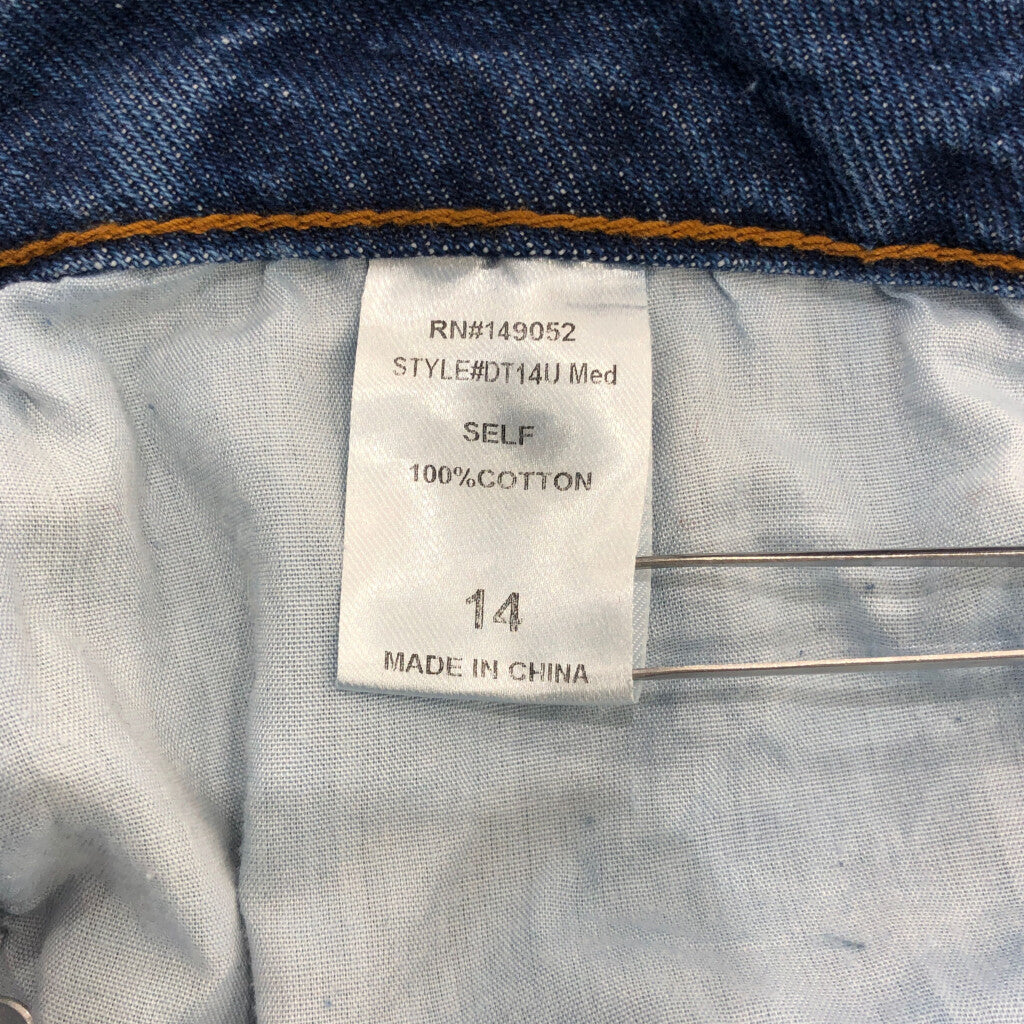 RN#149052
STYLE#DT14U Med
SELF
100%COTTON
14
MADE IN CHINA